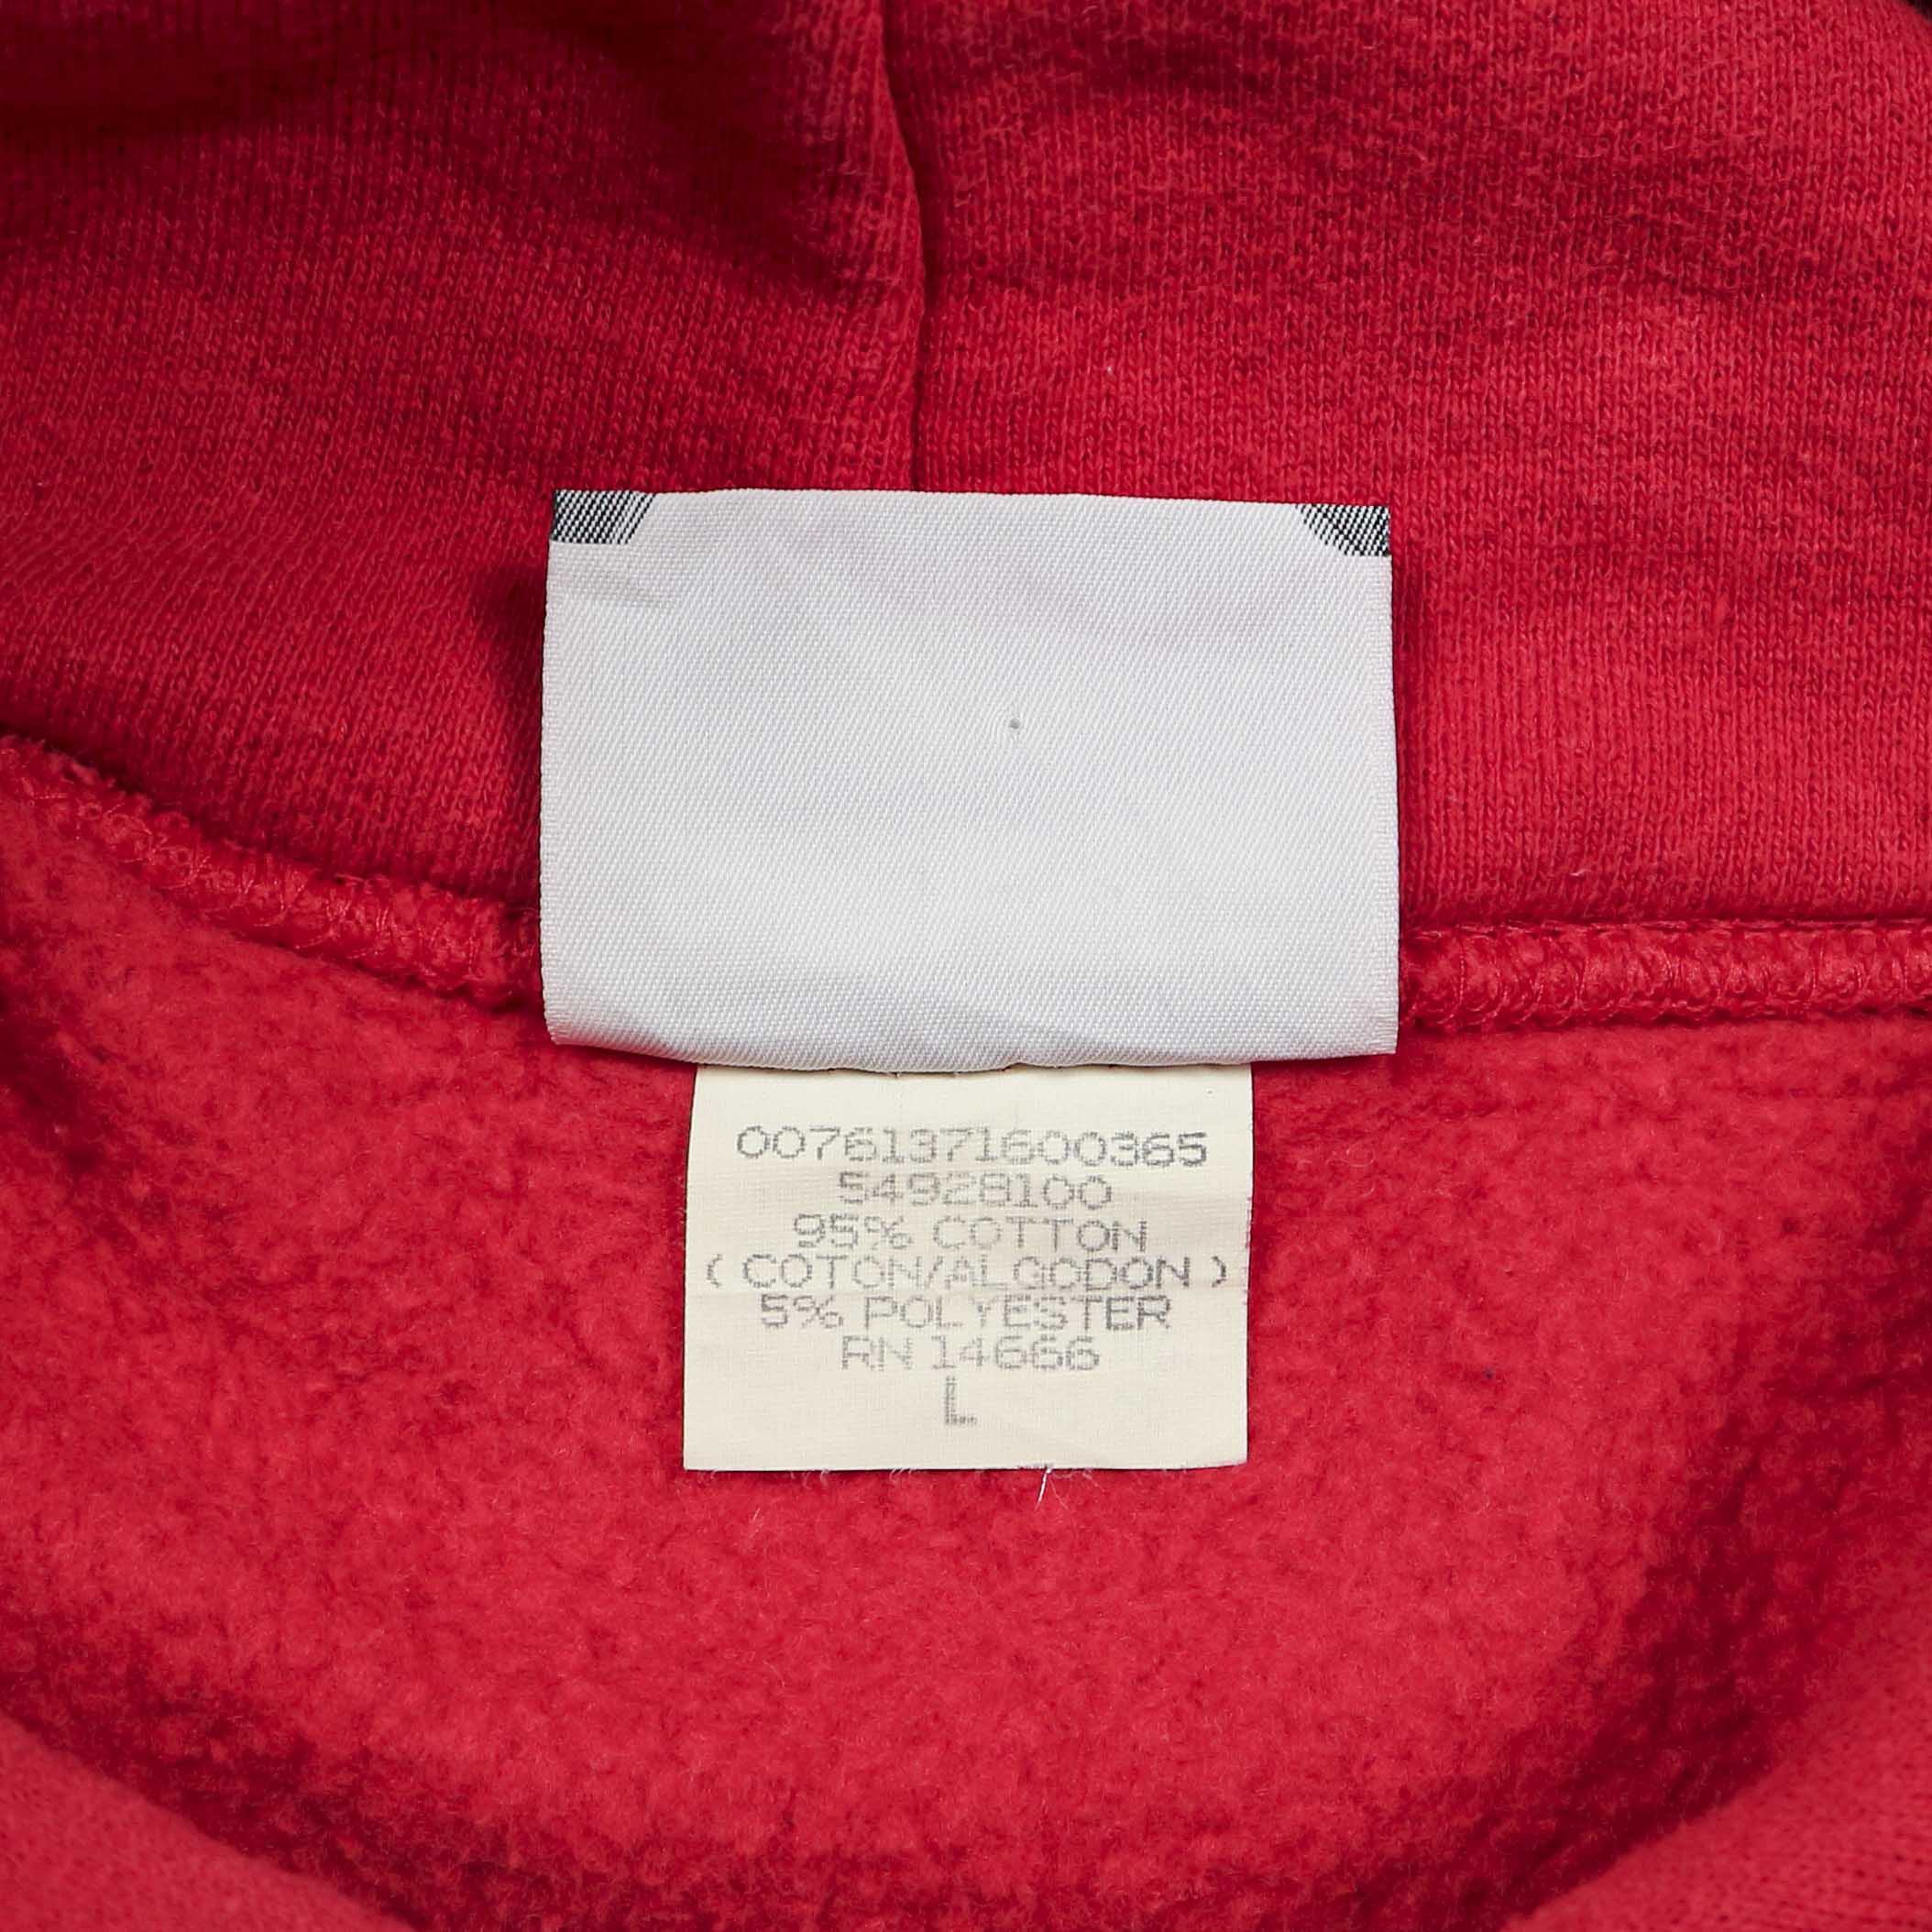 00761371600365
54928100
95% COTTON
( COTON/ALGODON )
5% POLYESTER
RN 14666
L